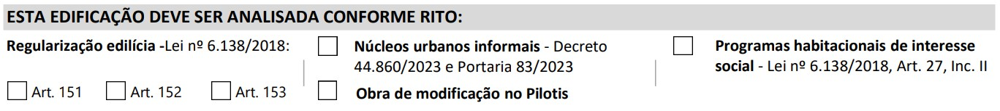 ESTA EDIFICAÇÃO DEVE SER ANALISADA CONFORME RITO:
Regularização edilícia -Lei nº 6.138/2018:
Art. 151 Art. 152 Art. 153
Núcleos urbanos informais - Decreto
44.860/2023 e Portaria 83/2023
Obra de modificação no Pilotis
Programas habitacionais de interesse
social - Lei nº 6.138/2018, Art. 27, Inc. II